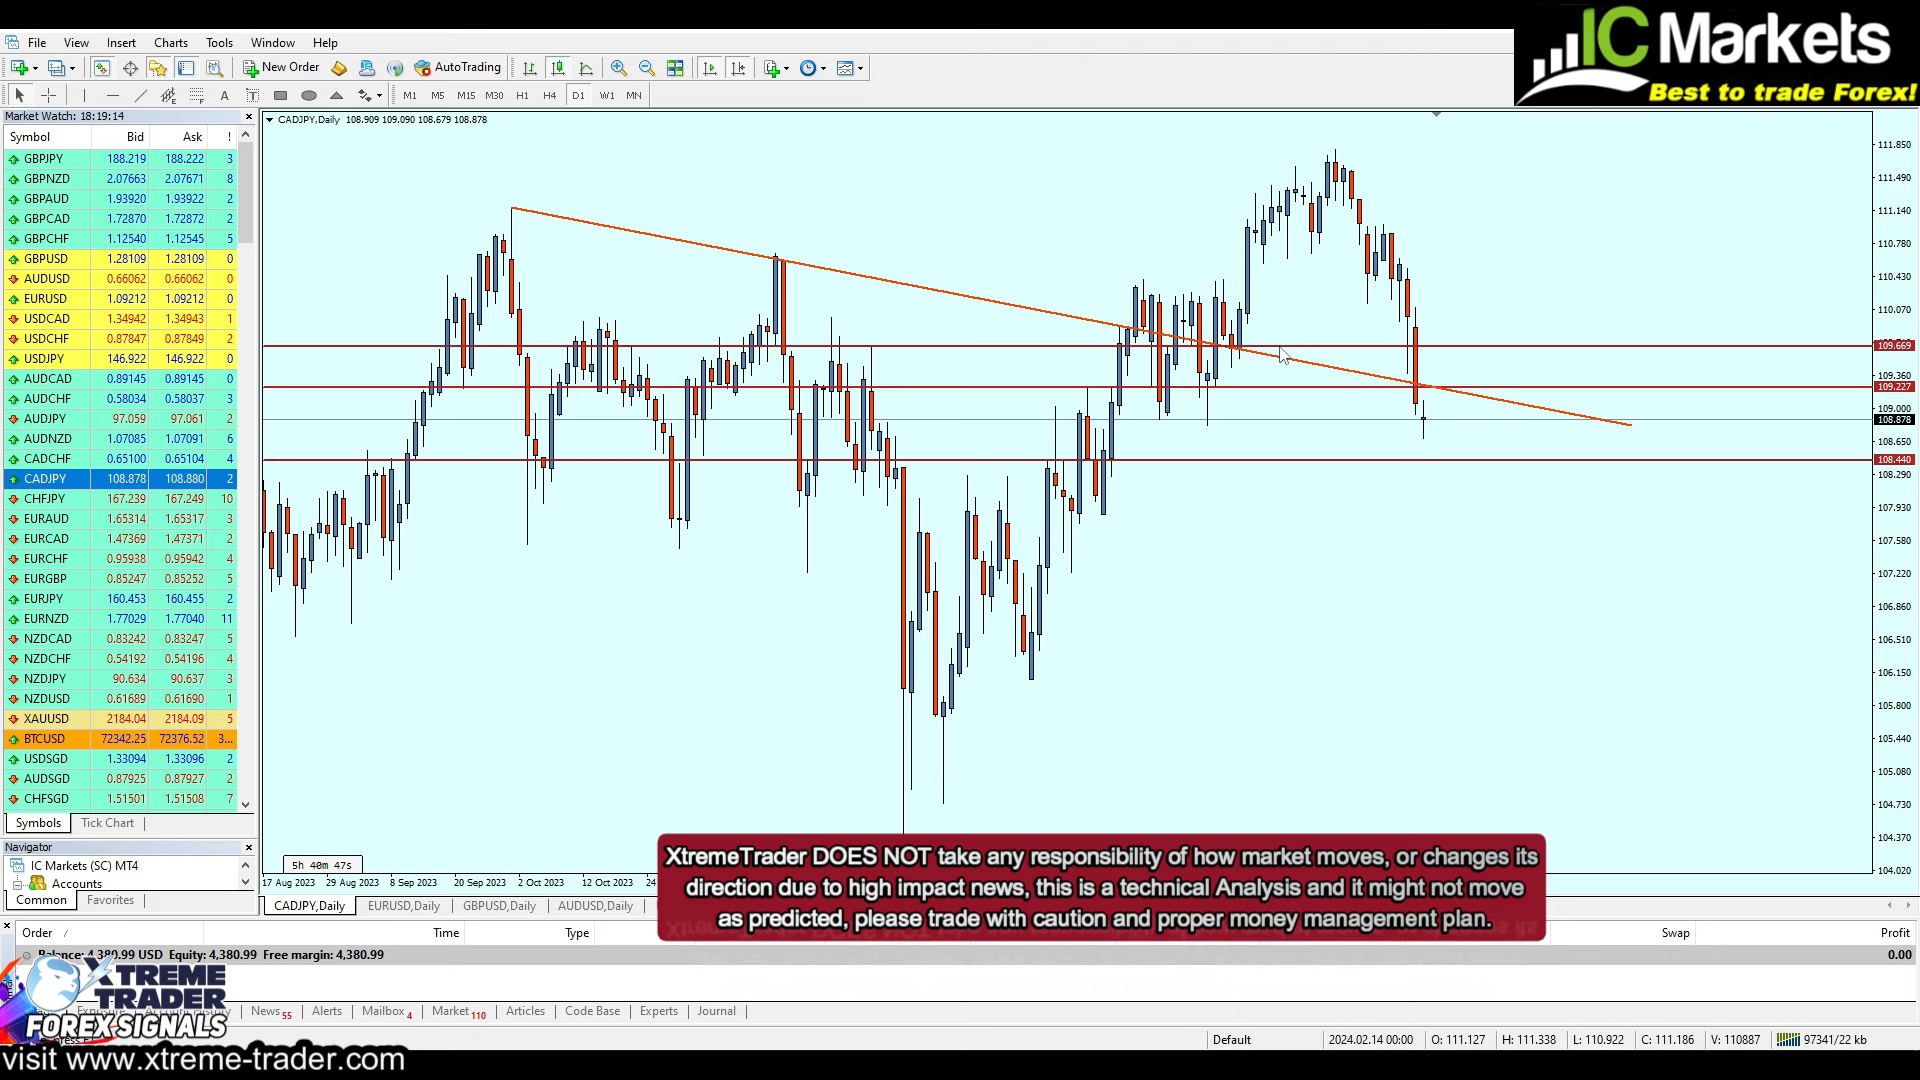 IC Markets
Best to trade Forex!
File View Insert Charts Tools Window Help
New Order AutoTrading
A T M1 M5 M15 M30 H1 H4 D1 W1 MN
Market Watch: 18:19:14
Symbol Bid Ask !
GBPJPY 188.219 188.222 3
GBPNZD 2.07663 2.07671 8
GBPAUD 1.93920 1.93922 2
GBPCAD 1.72870 1.72872 2
GBPCHF 1.12540 1.12545 5
GBPUSD 1.28109 1.28109 0
AUDUSD 0.66062 0.66062 0
EURUSD 1.09212 1.09212 0
USDCAD 1.34942 1.34943 1
USDCHF 0.87847 0.87849 2
USDJPY 146.922 146.922 0
AUDCAD 0.89145 0.89145 0
AUDCHF 0.58034 0.58037 3
AUDJPY 97.059 97.061 2
AUDNZD 1.07085 1.07091 6
CADCHF 0.65100 0.65104 4
CADJPY 108.878 108.880 2
CHFJPY 167.239 167.249 10
EURAUD 1.65314 1.65317 3
EURCAD 1.47369 1.47371 2
EURCHF 0.95938 0.95942 4
EURGBP 0.85247 0.85252 5
EURJPY 160.453 160.455 2
EURNZD 1.77029 1.77040 11
NZDCAD 0.83242 0.83247 5
NZDCHF 0.54192 0.54196 4
NZDJPY 90.634 90.637 3
NZDUSD 0.61689 0.61690 1
XAUUSD 2184.04 2184.09 5
BTCUSD 72342.25 72376.52 3...
USDSGD 1.33094 1.33096 2
AUDSGD 0.87925 0.87927 2
CHFSGD 1.51501 1.51508 7
Symbols Tick Chart
Navigator
IC Markets (SC) MT4
Accounts
Common Favorites
CADJPY,Daily 108.909 109.090 108.679 108.878
111.850
111.490
111.140
110.780
110.430
110.070
109.669
109.360
109.227
109.000
108.878
108.650
108.440
108.290
107.930
107.580
107.220
106.860
106.510
106.150
105.800
105.440
105.080
104.730
104.370
104.020
5h 40m 47s
17 Aug 2023 29 Aug 2023 8 Sep 2023 20 Sep 2023 2 Oct 2023 12 Oct 2023 24
CADJPY,Daily EURUSD,Daily GBPUSD,Daily AUDUSD,Daily
XtremeTrader DOES NOT take any responsibility of how market moves, or changes its
direction due to high impact news, this is a technical Analysis and it might not move
as predicted, please trade with caution and proper money management plan.
Order / Time Type Swap Profit
Balance: 4,380.99 USD Equity: 4,380.99 Free margin: 4,380.99 0.00
XTREME
TRADER
FOREX SIGNALS
News 55 Alerts Mailbox 4 Market 110 Articles Code Base Experts Journal
Default 2024.02.14 00:00 O: 111.127 H: 111.338 L: 110.922 C: 111.186 V: 110887 97341/22 kb
visit www.xtreme-trader.com